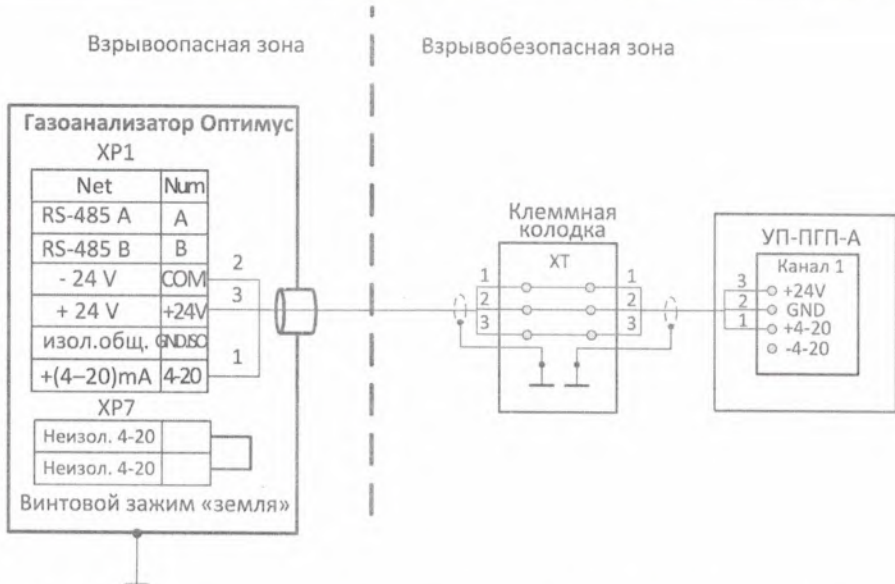 Взрывоопасная зона
Взрывобезопасная зона
Газоанализатор Оптимус
XP1
Net Num
RS-485 A A
RS-485 B B
- 24 V COM 2
+ 24 V +24V 3
изол.общ. GND.ISO
+(4–20)mA 4-20 1
XP7
Неизол. 4-20
Неизол. 4-20
Винтовой зажим «земля»
Клеммная
колодка
XT
1 1
2 2
3 3
УП-ПГП-А
Канал 1
3 +24V
2 GND
1 +4-20
-4-20